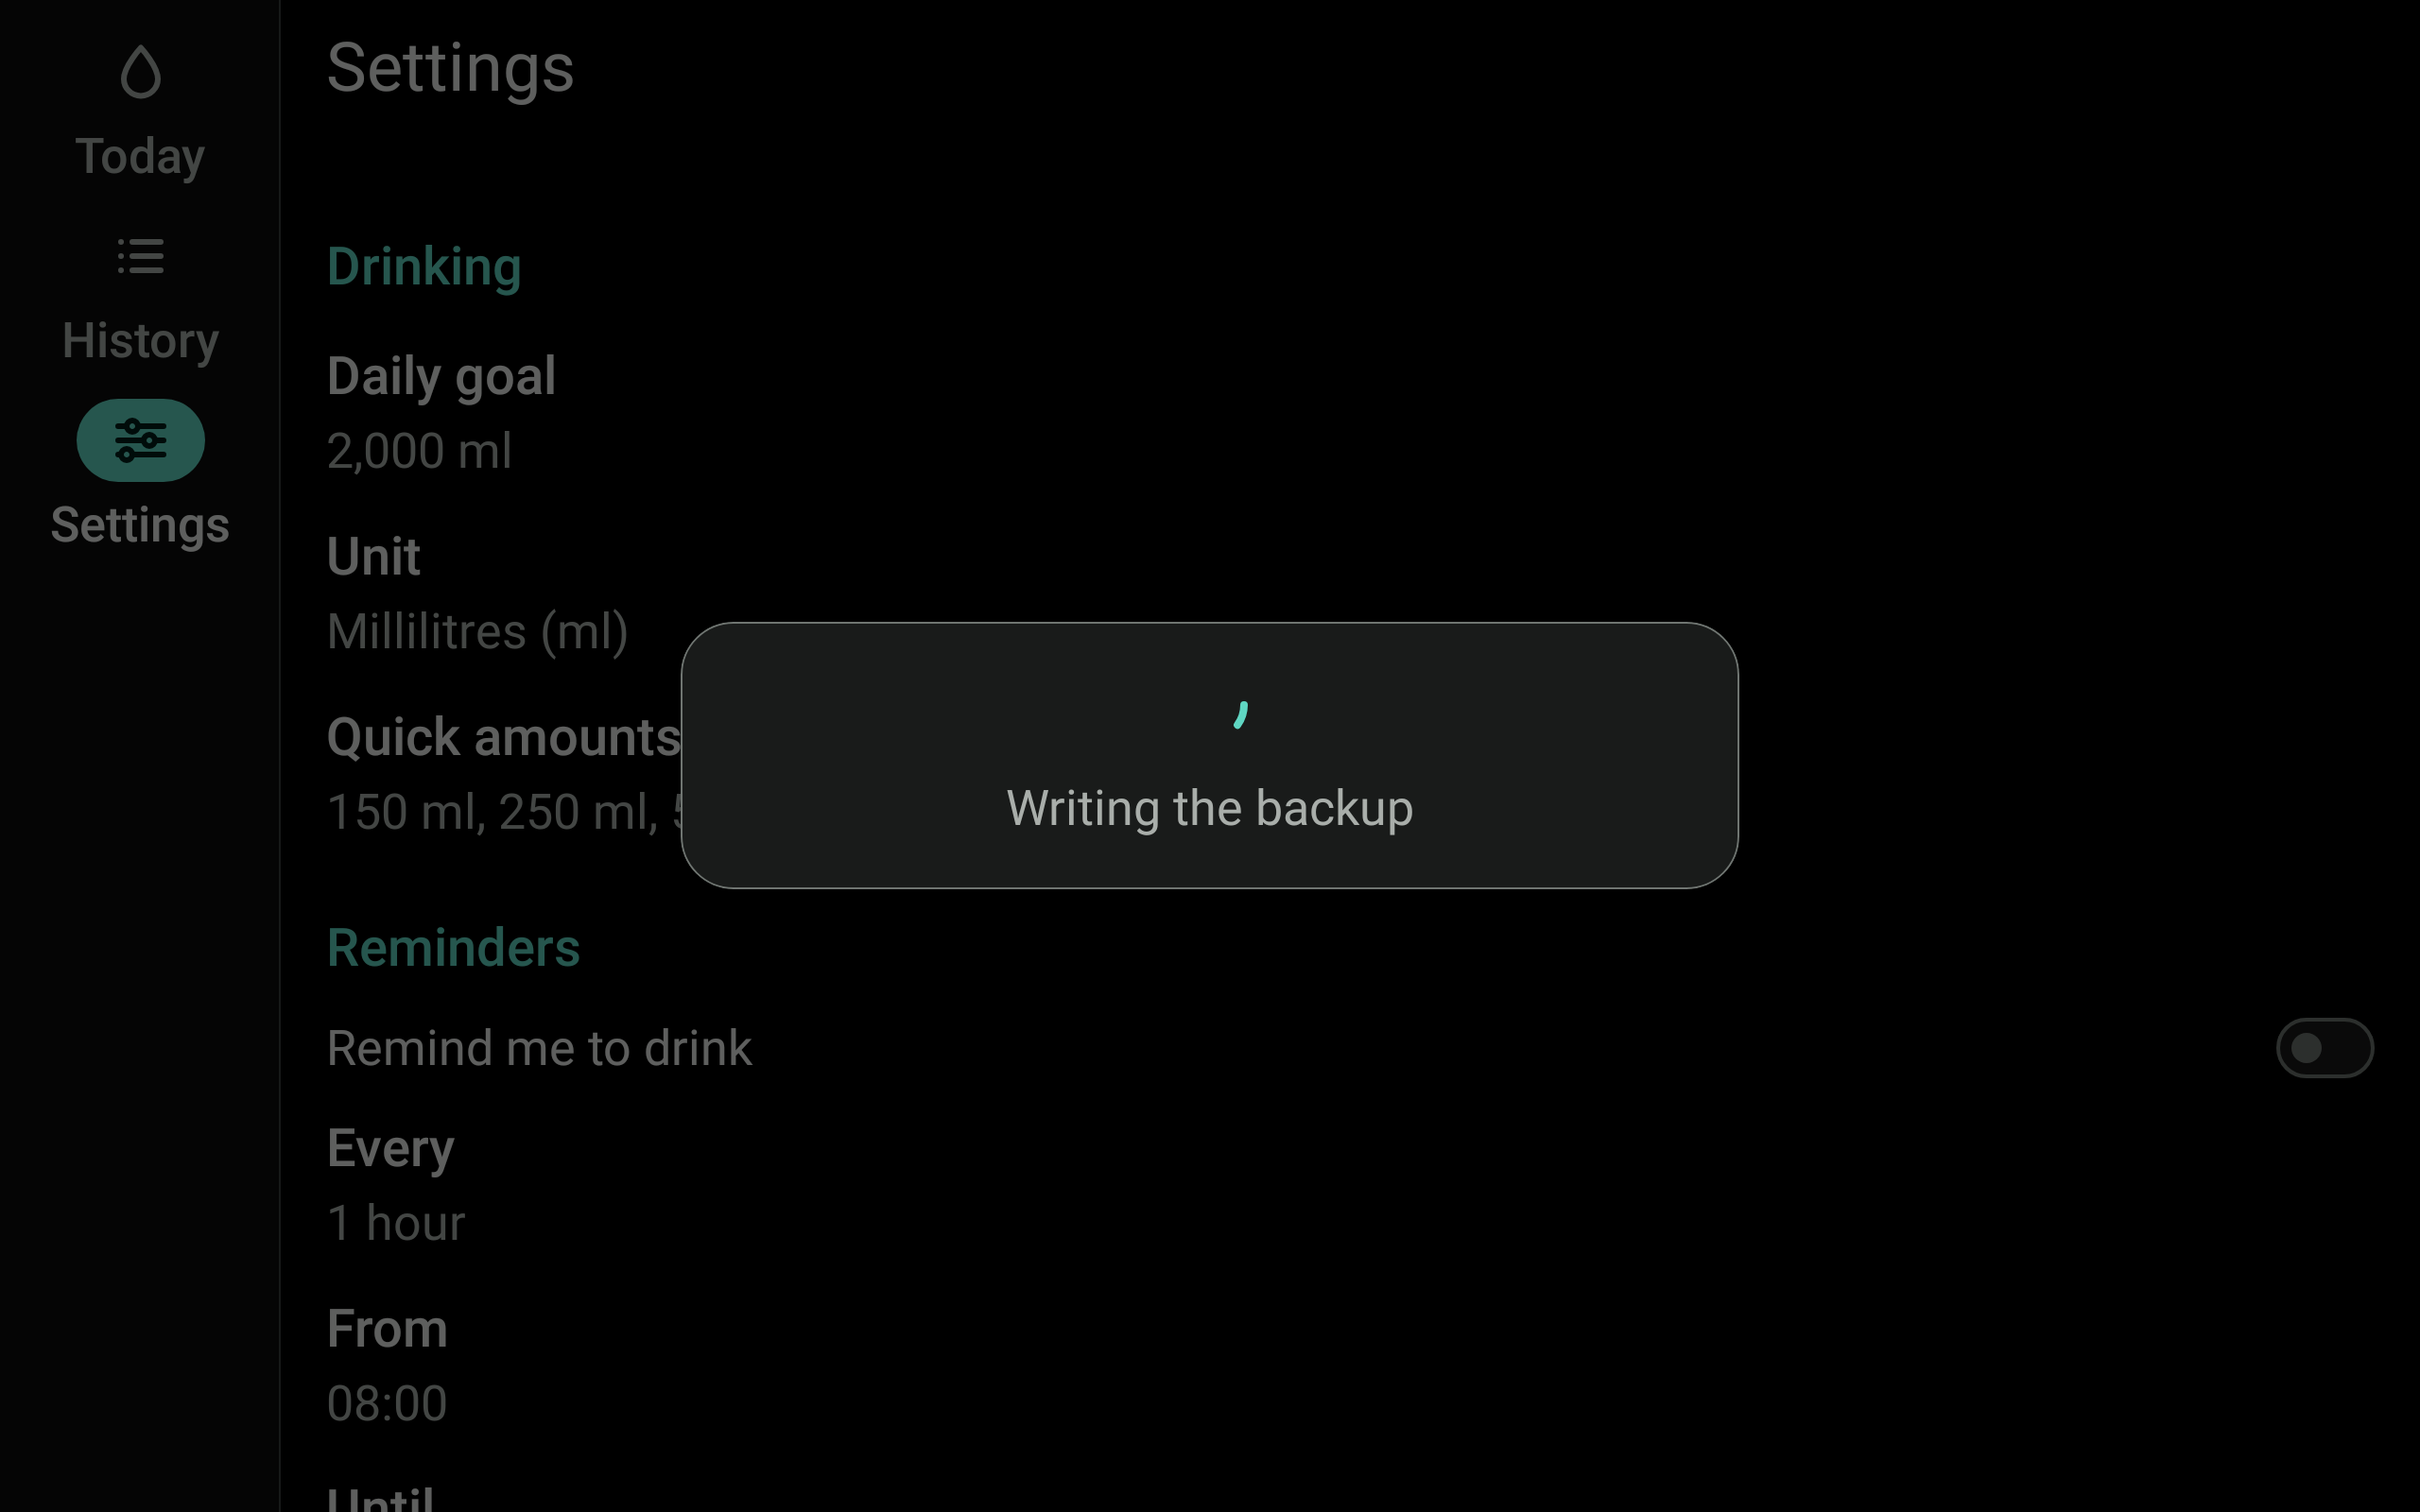 Settings
Today
History
Settings
Drinking
Daily goal
2,000 ml
Unit
Millilitres (ml)
Quick amounts
150 ml, 250 ml,
Writing the backup
Reminders
Remind me to drink
Every
1 hour
From
08:00
Until